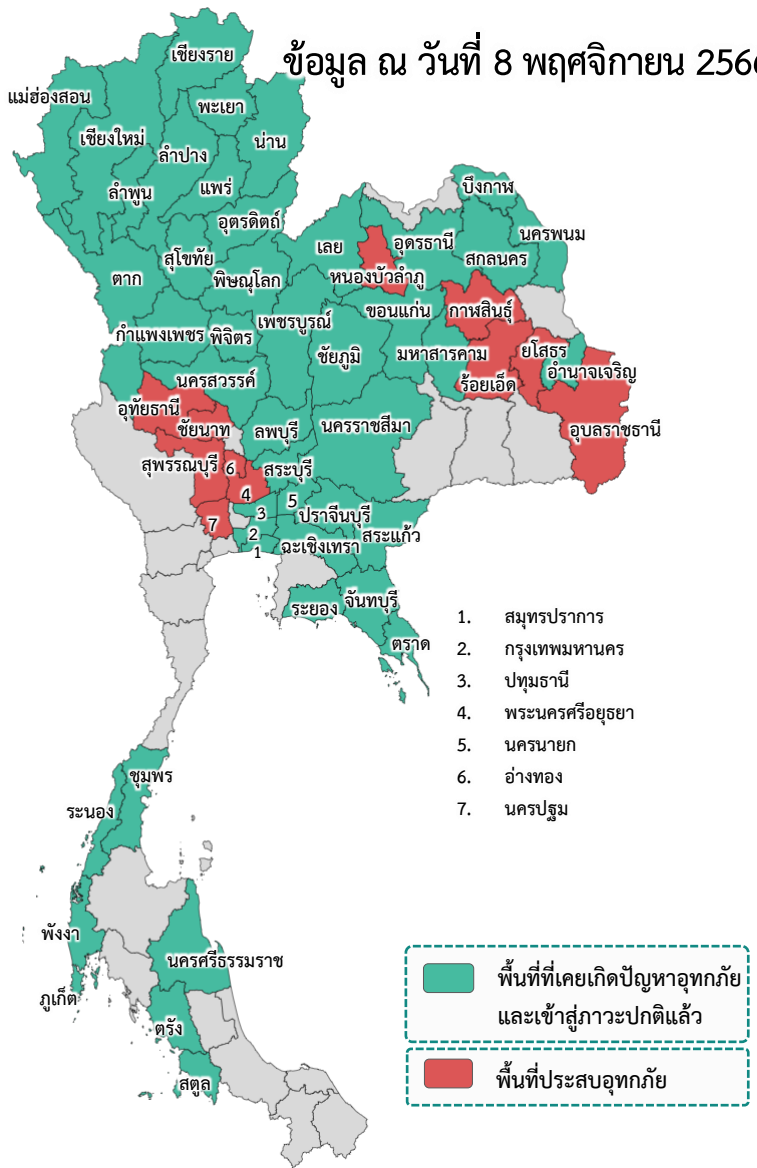 ข้อมูล ณ วันที่ 8 พฤศจิกายน 256
เชียงราย
แม่ฮ่องสอน
พะเยา
เชียงใหม่
น่าน
ลำปาง
ลำพูน
แพร่
บึงกาฬ
อุตรดิตถ์
นครพนม
เลย
อุดรธานี
สุโขทัย
สกลนคร
ตาก
พิษณุโลก
หนองบัวลำภู
ขอนแก่น
กาฬสินธุ์
เพชรบูรณ์
กำแพงเพชร
พิจิตร
ชัยภูมิ
มหาสารคาม
ยโสธร
อำนาจเจริญ
นครสวรรค์
ร้อยเอ็ด
อุทัยธานี
ชัยนาท
ลพบุรี
นครราชสีมา
อุบลราชธานี
สุพรรณบุรี
6
สระบุรี
4
5
3
ปราจีนบุรี
7
2
สระแก้ว
1
ฉะเชิงเทรา
ระยอง
จันทบุรี
ตราด
1. สมุทรปราการ
2. กรุงเทพมหานคร
3. ปทุมธานี
4. พระนครศรีอยุธยา
5. นครนายก
6. อ่างทอง
7. นครปฐม
ชุมพร
ระนอง
พังงา
นครศรีธรรมราช
ภูเก็ต
ตรัง
สตูล
พื้นที่ที่เคยเกิดปัญหาอุทกภัย
และเข้าสู่ภาวะปกติแล้ว
พื้นที่ประสบอุทกภัย